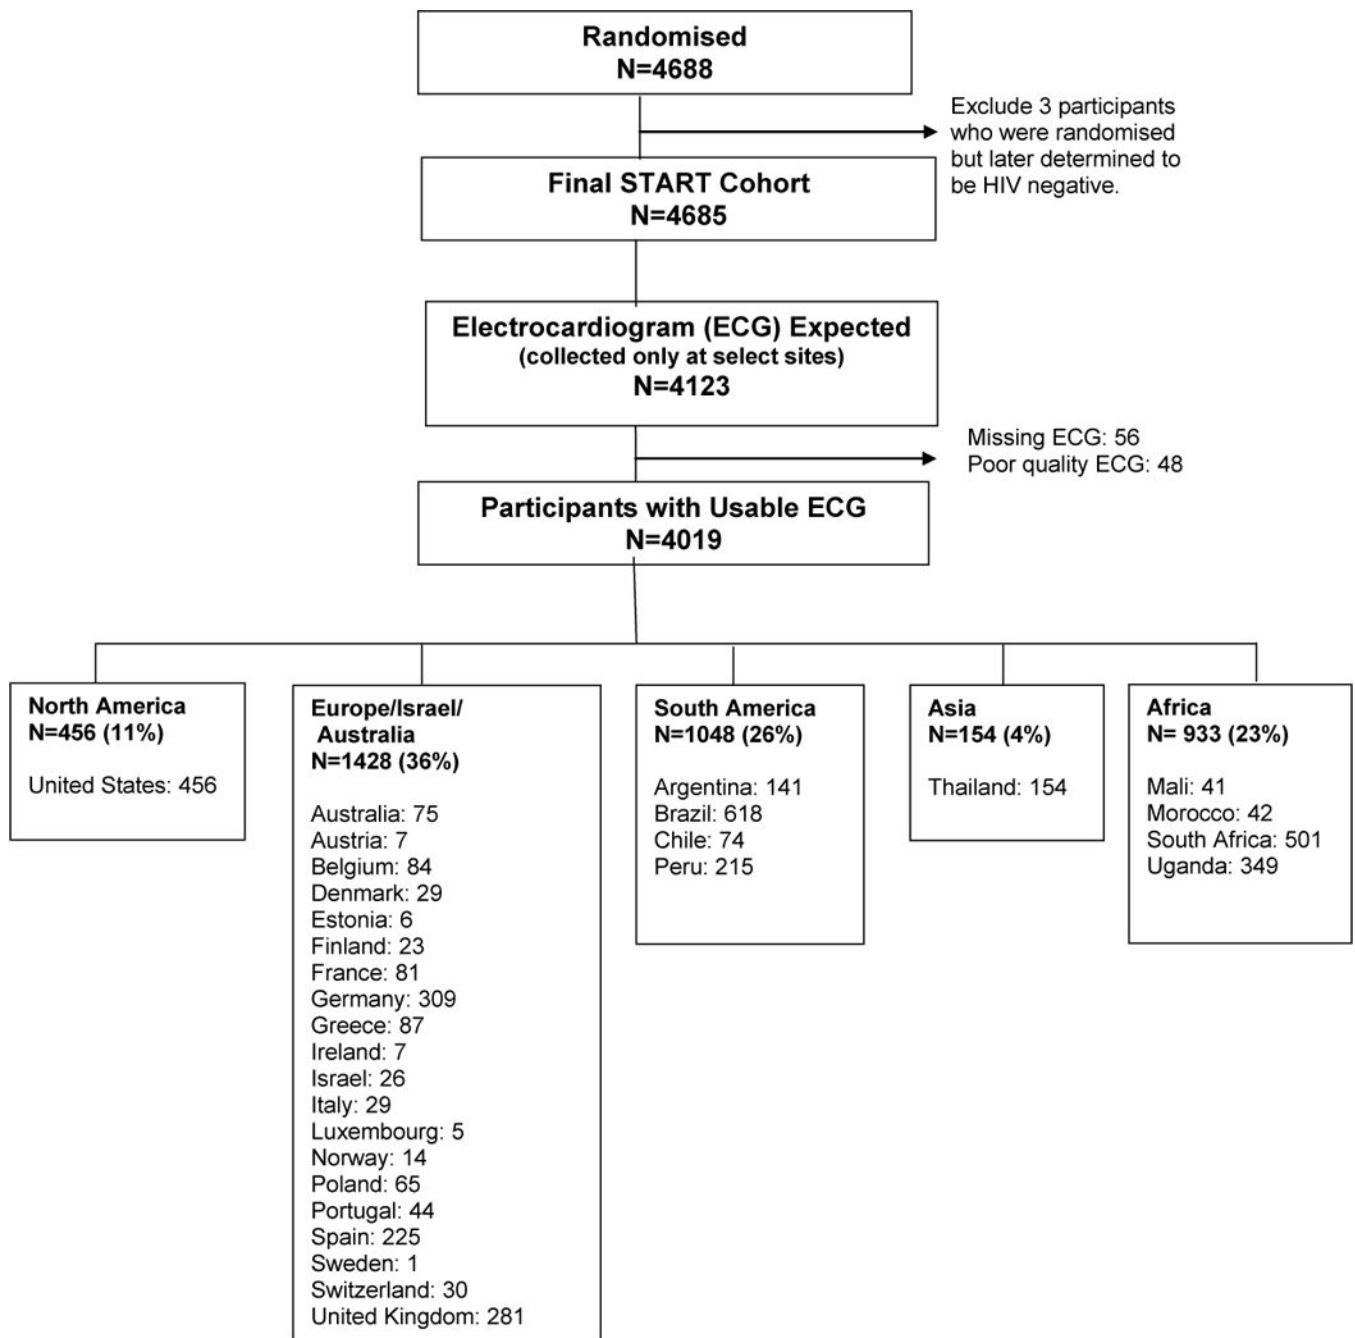 Randomised
N=4688
Exclude 3 participants
who were randomised
but later determined to
be HIV negative.
Final START Cohort
N=4685
Electrocardiogram (ECG) Expected
(collected only at select sites)
N=4123
Missing ECG: 56
Poor quality ECG: 48
Participants with Usable ECG
N=4019
North America
N=456 (11%)
United States: 456
Europe/Israel/
Australia
N=1428 (36%)
Australia: 75
Austria: 7
Belgium: 84
Denmark: 29
Estonia: 6
Finland: 23
France: 81
Germany: 309
Greece: 87
Ireland: 7
Israel: 26
Italy: 29
Luxembourg: 5
Norway: 14
Poland: 65
Portugal: 44
Spain: 225
Sweden: 1
Switzerland: 30
United Kingdom: 281
South America
N=1048 (26%)
Argentina: 141
Brazil: 618
Chile: 74
Peru: 215
Asia
N=154 (4%)
Thailand: 154
Africa
N= 933 (23%)
Mali: 41
Morocco: 42
South Africa: 501
Uganda: 349